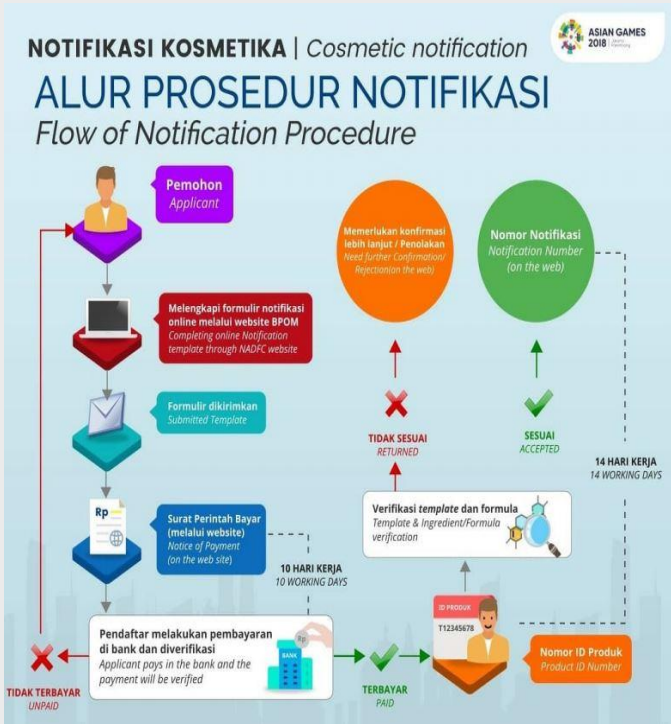 NOTIFIKASI KOSMETIKA | Cosmetic notification
ASIAN GAMES
2018
ALUR PROSEDUR NOTIFIKASI
Flow of Notification Procedure
Pemohon
Applicant
Melengkapi formulir notifikasi
online melalui website BPOM
Completing online Notification
template through NADFC website
Formulir dikirimkan
Submitted Template
Rp
Surat Perintah Bayar
(melalui website)
Notice of Payment
(on the web site)
10 HARI KERJA
10 WORKING DAYS
Pendaftar melakukan pembayaran
di bank dan diverifikasi
Applicant pays in the bank and the
payment will be verified
Rp
BANK
TIDAK TERBAYAR
UNPAID
TERBAYAR
PAID
ID PRODUK
T12345678
Nomor ID Produk
Product ID Number
Verifikasi template dan formula
Template & Ingredient/Formula
verification
TIDAK SESUAI
RETURNED
SESUAI
ACCEPTED
14 HARI KERJA
14 WORKING DAYS
Memerlukan konfirmasi
lebih lanjut / Penolakan
Need further Confirmation/
Rejection(on the web)
Nomor Notifikasi
Notification Number
(on the web)